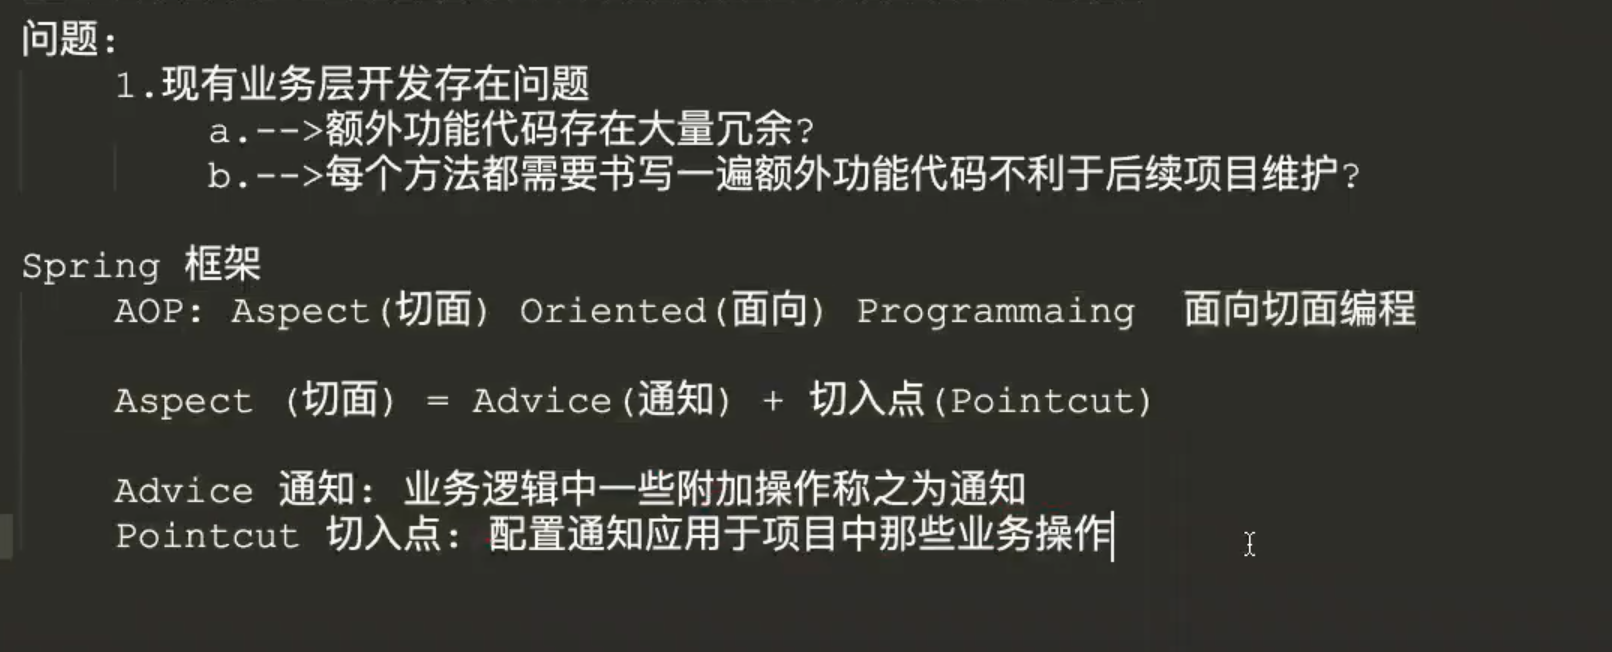 问题:
1.现有业务层开发存在问题
a.-->额外功能代码存在大量冗余?
b.-->每个方法都需要书写一遍额外功能代码不利于后续项目维护?
Spring 框架
AOP: Aspect(切面) Oriented(面向) Programmaing 面向切面编程
Aspect (切面) = Advice(通知) + 切入点(Pointcut)
Advice 通知: 业务逻辑中一些附加操作称之为通知
Pointcut 切入点: 配置通知应用于项目中那些业务操作